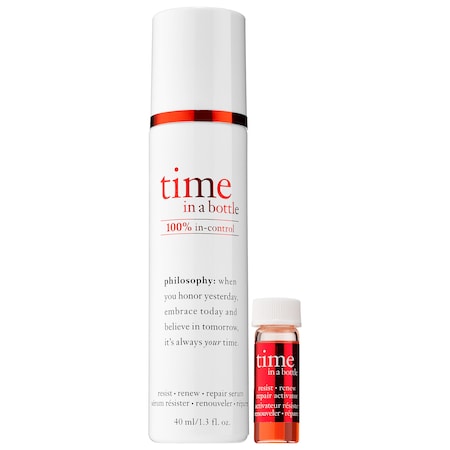 time
in a bottle
100% in-control
philosophy: when
you honor yesterday,
embrace today and
believe in tomorrow,
it's always your time.
resist • renew • repair serum
sérum résister • renouveler •
40 ml/1.3 fl. oz.
time
in a bottle
resist • renew
repair activator
activateur résister
renouveler •